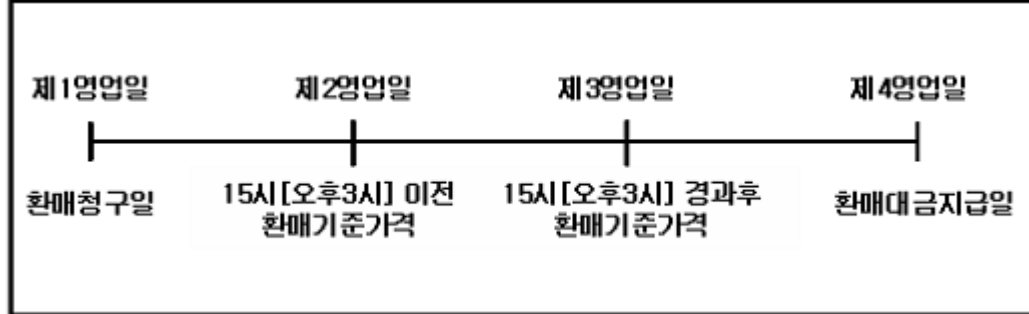 제1영업일
제2영업일
제3영업일
제4영업일
환매청구일
15시[오후3시] 이전
환매기준가격
15시[오후3시] 경과후
환매기준가격
환매대금지급일